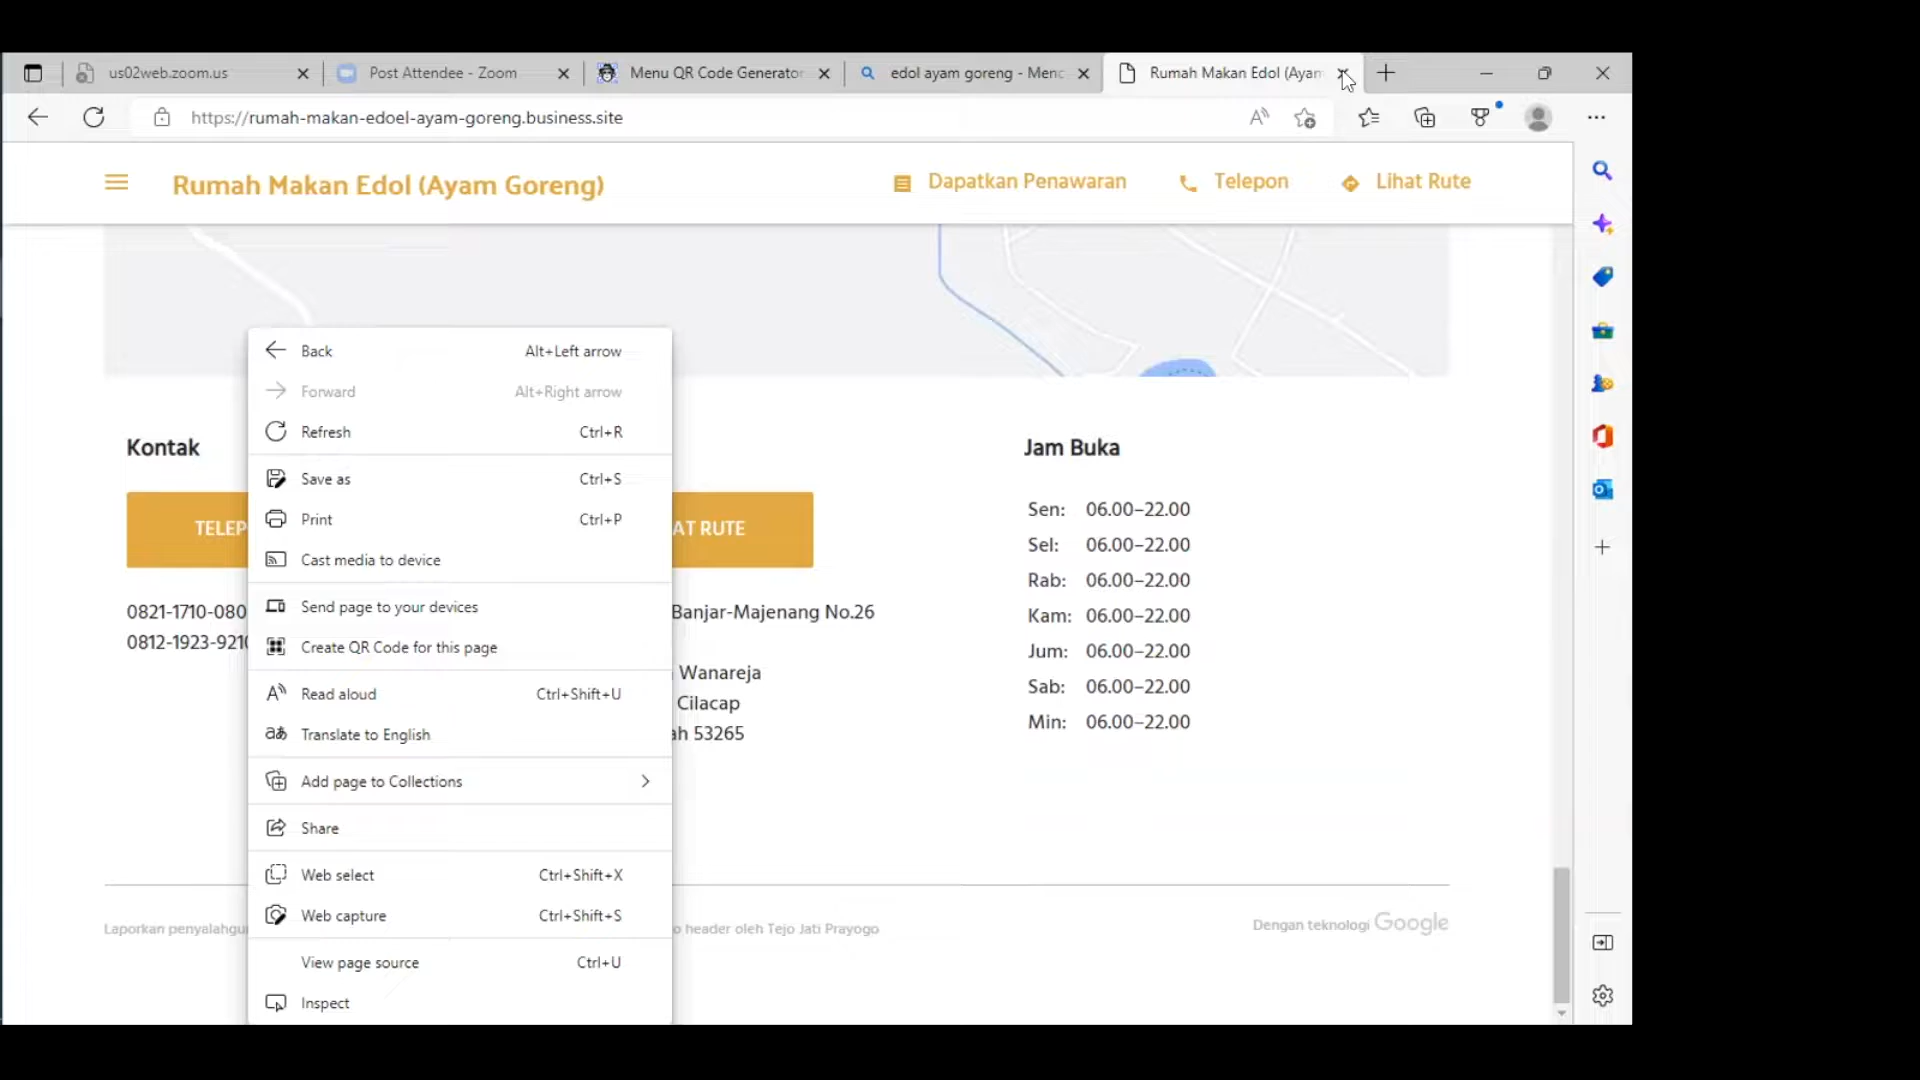 us02web.zoom.us
Post Attendee - Zoom
Menu QR Code Generator
edol ayam goreng - Menc
Rumah Makan Edol (Ayam
https://rumah-makan-edoel-ayam-goreng.business.site
Rumah Makan Edol (Ayam Goreng)
Dapatkan Penawaran
Telepon
Lihat Rute
Back Alt+Left arrow
Forward Alt+Right arrow
Refresh Ctrl+R
Save as Ctrl+S
Print Ctrl+P
Cast media to device
Send page to your devices
Create QR Code for this page
Read aloud Ctrl+Shift+U
Translate to English
Add page to Collections
Share
Web select Ctrl+Shift+X
Web capture Ctrl+Shift+S
View page source Ctrl+U
Inspect
Kontak
TELEP
AT RUTE
0821-1710-080
0812-1923-9210
Banjar-Majenang No.26
Wanareja
Cilacap
ah 53265
Jam Buka
Sen: 06.00–22.00
Sel: 06.00–22.00
Rab: 06.00–22.00
Kam: 06.00–22.00
Jum: 06.00–22.00
Sab: 06.00–22.00
Min: 06.00–22.00
Laporkan penyalahgu
o header oleh Tejo Jati Prayogo
Dengan teknologi Google